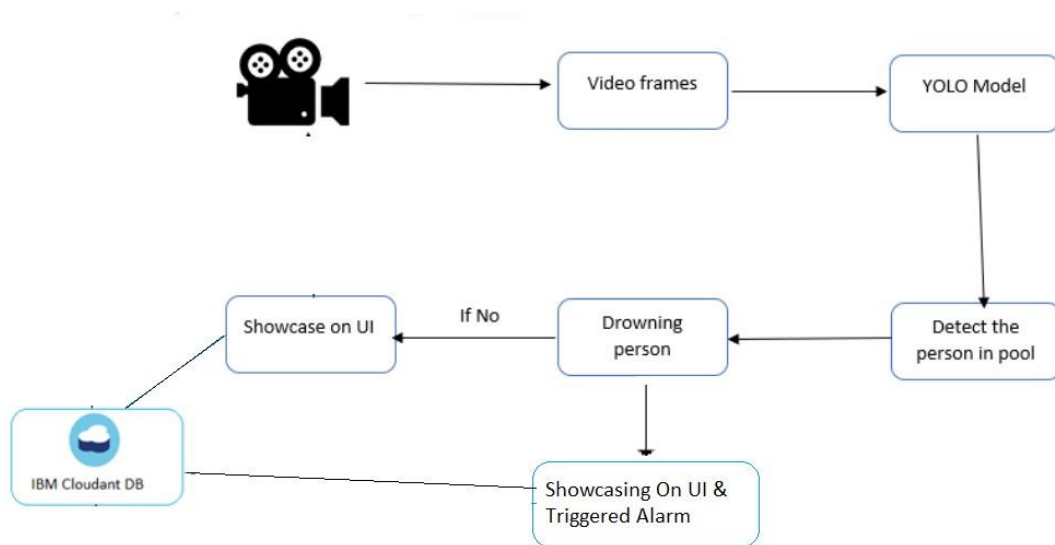 Video frames
YOLO Model
Showcase on UI
If No
Drowning
person
Detect the
person in pool
IBM Cloudant DB
Showcasing On UI &
Triggered Alarm